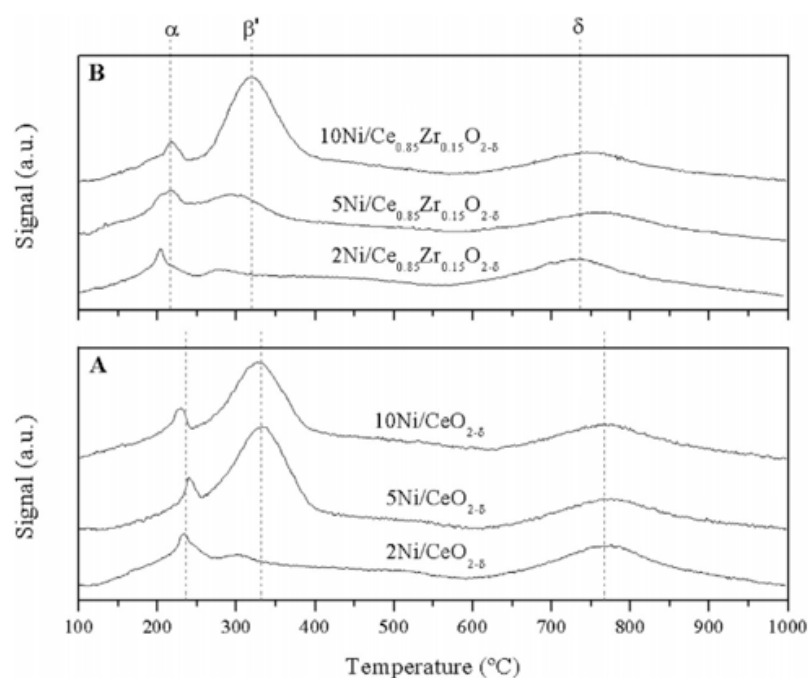 α β' δ
B
10Ni/Ce₀.₈₅Zr₀.₁₅O₂₋δ
5Ni/Ce₀.₈₅Zr₀.₁₅O₂₋δ
2Ni/Ce₀.₈₅Zr₀.₁₅O₂₋δ
Signal (a.u.)
A
10Ni/CeO₂₋δ
5Ni/CeO₂₋δ
2Ni/CeO₂₋δ
Signal (a.u.)
100 200 300 400 500 600 700 800 900 1000
Temperature (°C)